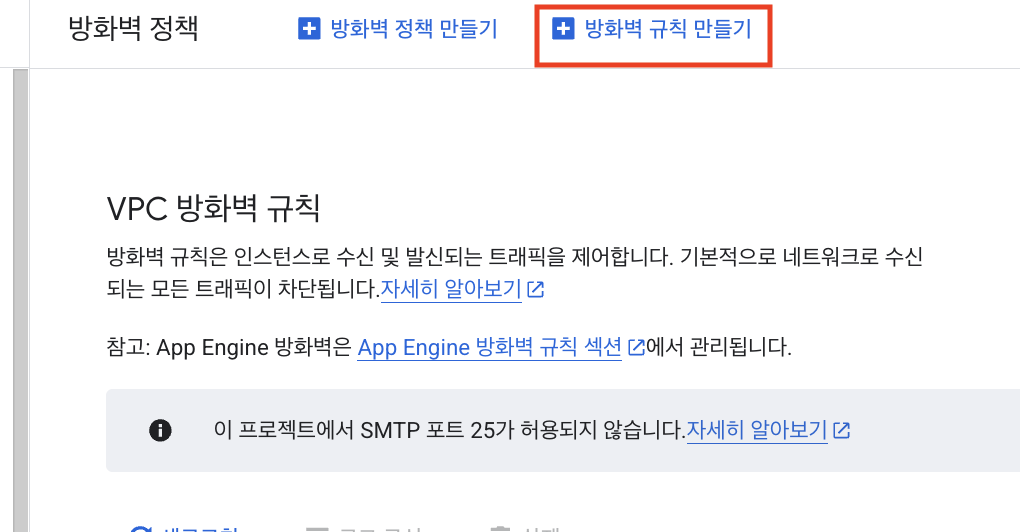 방화벽 정책
방화벽 정책 만들기
방화벽 규칙 만들기
VPC 방화벽 규칙
방화벽 규칙은 인스턴스로 수신 및 발신되는 트래픽을 제어합니다. 기본적으로 네트워크로 수신
되는 모든 트래픽이 차단됩니다.자세히 알아보기
참고: App Engine 방화벽은 App Engine 방화벽 규칙 섹션에서 관리됩니다.
이 프로젝트에서 SMTP 포트 25가 허용되지 않습니다.자세히 알아보기